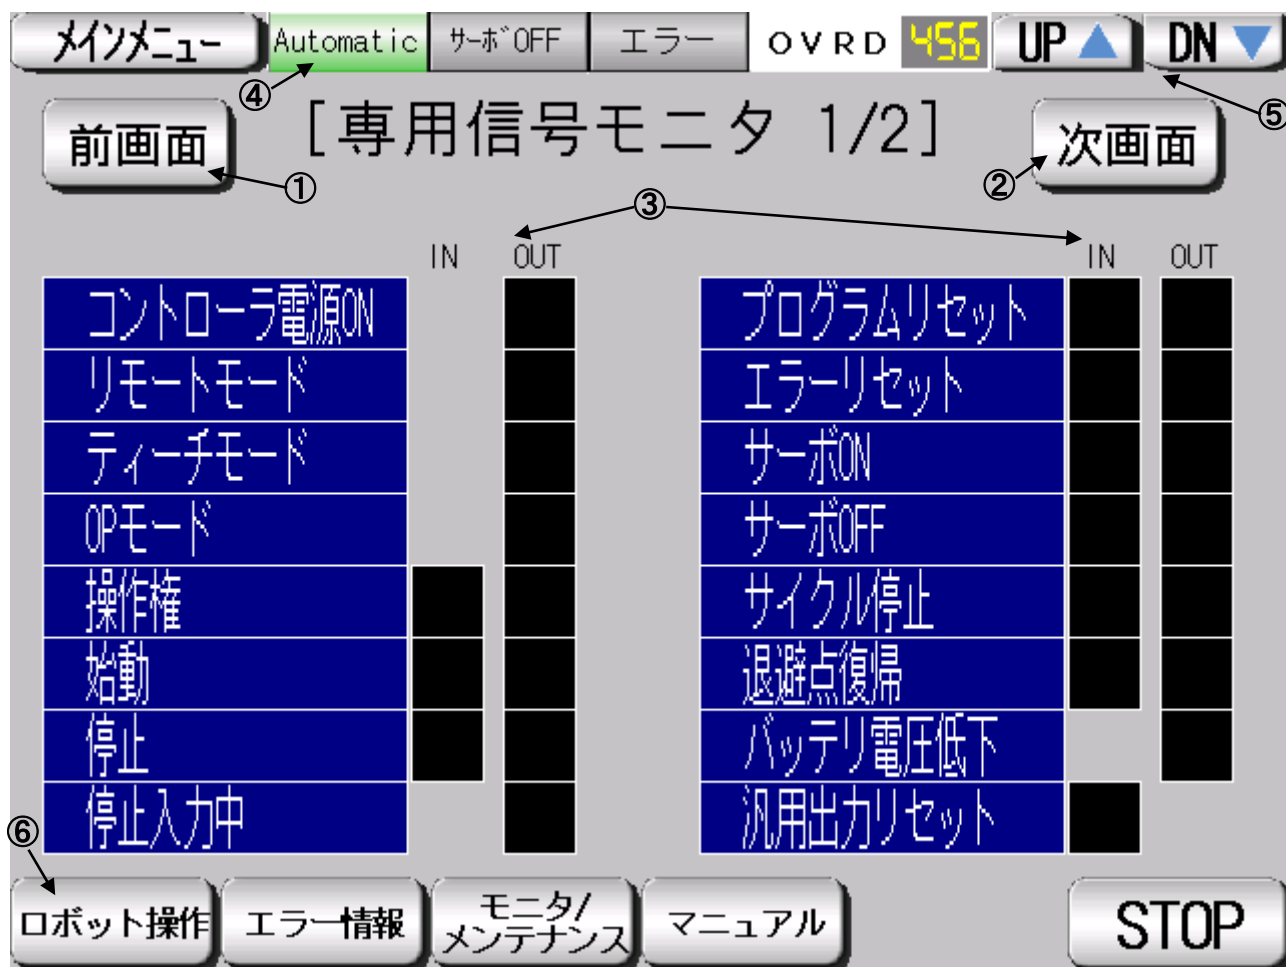 メインメニュー Automatic サーボOFF エラー OVRD 456 UP DN
④ ⑤
前画面 [専用信号モニタ 1/2] 次画面
① ② ③
IN OUT IN OUT
コントローラ電源ON プログラムリセット
リモートモード エラーリセット
ティーチモード サーボON
OPモード サーボOFF
操作権 サイクル停止
始動 退避点復帰
停止 バッテリ電圧低下
停止入力中 汎用出力リセット
⑥
ロボット操作 エラー情報 モニタ/ マニュアル STOP
メンテナンス